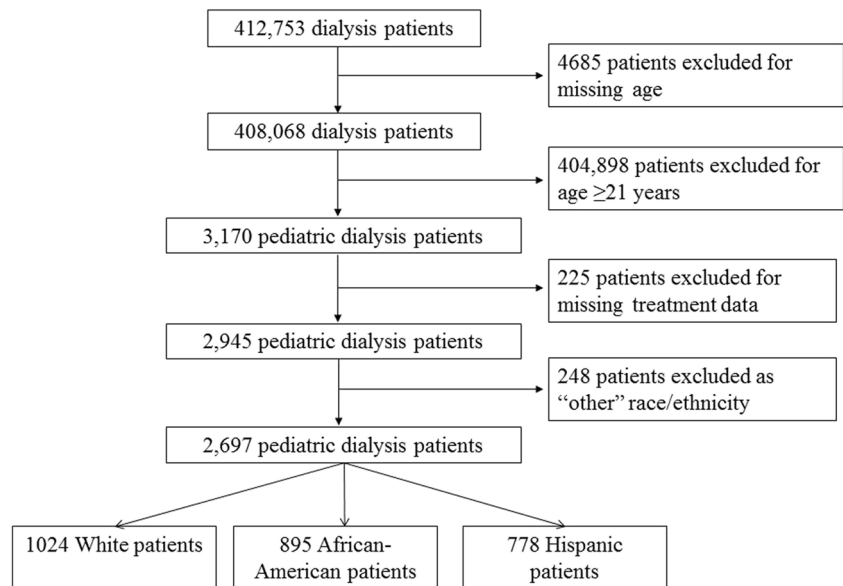 412,753 dialysis patients
4685 patients excluded for
missing age
408,068 dialysis patients
404,898 patients excluded for
age ≥21 years
3,170 pediatric dialysis patients
225 patients excluded for
missing treatment data
2,945 pediatric dialysis patients
248 patients excluded as
“other” race/ethnicity
2,697 pediatric dialysis patients
1024 White patients
895 African-
American patients
778 Hispanic
patients